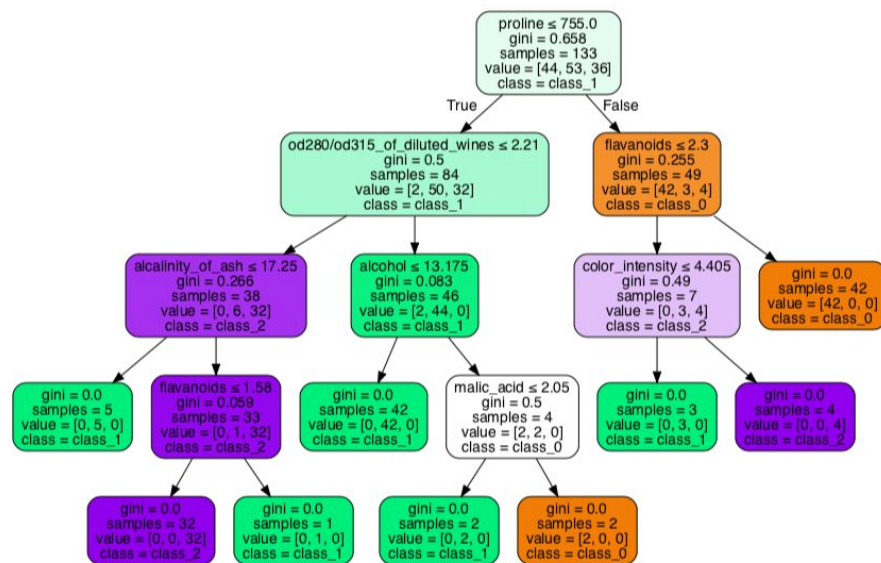 proline ≤ 755.0
gini = 0.658
samples = 133
value = [44, 53, 36]
class = class_1
True
False
od280/od315_of_diluted_wines ≤ 2.21
gini = 0.5
samples = 84
value = [2, 50, 32]
class = class_1
flavanoids ≤ 2.3
gini = 0.255
samples = 49
value = [42, 3, 4]
class = class_0
alcalinity_of_ash ≤ 17.25
gini = 0.266
samples = 38
value = [0, 6, 32]
class = class_2
alcohol ≤ 13.175
gini = 0.083
samples = 46
value = [2, 44, 0]
class = class_1
color_intensity ≤ 4.405
gini = 0.49
samples = 7
value = [0, 3, 4]
class = class_2
gini = 0.0
samples = 42
value = [42, 0, 0]
class = class_0
gini = 0.0
samples = 5
value = [0, 5, 0]
class = class_1
flavanoids ≤ 1.58
gini = 0.059
samples = 33
value = [0, 1, 32]
class = class_2
gini = 0.0
samples = 42
value = [0, 42, 0]
class = class_1
malic_acid ≤ 2.05
gini = 0.5
samples = 4
value = [2, 2, 0]
class = class_0
gini = 0.0
samples = 3
value = [0, 3, 0]
class = class_1
gini = 0.0
samples = 4
value = [0, 0, 4]
class = class_2
gini = 0.0
samples = 32
value = [0, 0, 32]
class = class_2
gini = 0.0
samples = 1
value = [0, 1, 0]
class = class_1
gini = 0.0
samples = 2
value = [0, 2, 0]
class = class_1
gini = 0.0
samples = 2
value = [2, 0, 0]
class = class_0